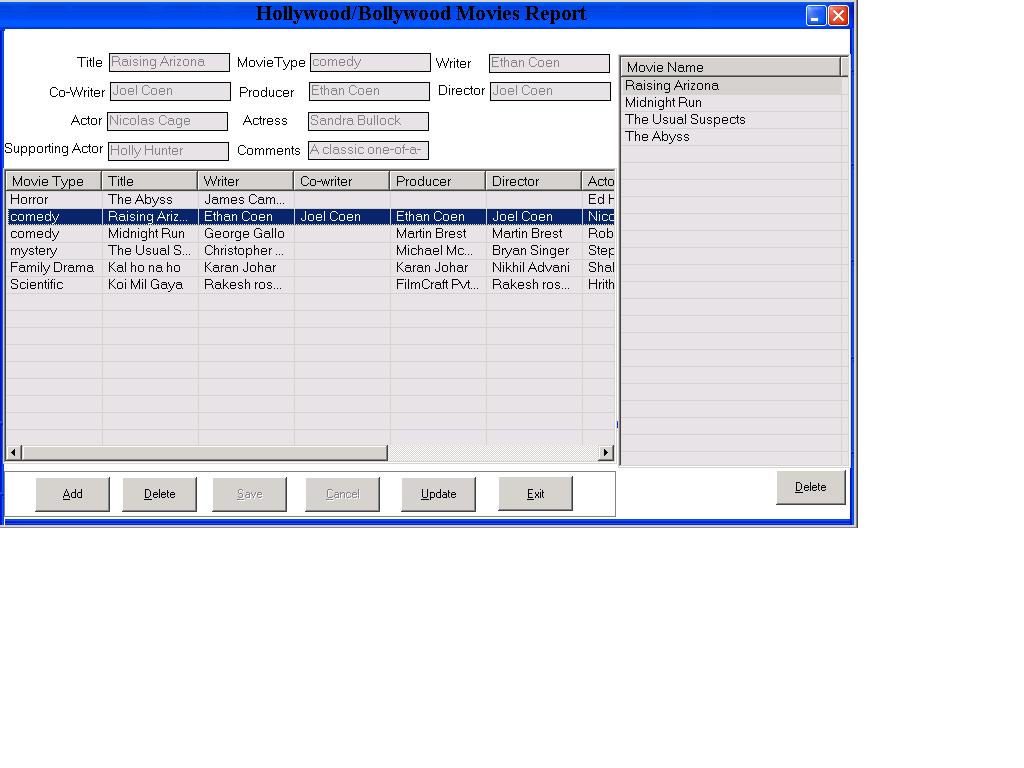 Hollywood/Bollywood Movies Report
Title Raising Arizona MovieType comedy Writer Ethan Coen
Co-Writer Joel Coen Producer Ethan Coen Director Joel Coen
Actor Nicolas Cage Actress Sandra Bullock
Supporting Actor Holly Hunter Comments A classic one-of-a-
Movie Type Title Writer Co-writer Producer Director Acto
Horror The Abyss James Cam... Ed H
comedy Raising Ariz... Ethan Coen Joel Coen Ethan Coen Joel Coen Nico
comedy Midnight Run George Gallo Martin Brest Martin Brest Rob
mystery The Usual S... Christopher ... Michael Mc... Bryan Singer Step
Family Drama Kal ho na ho Karan Johar Karan Johar Nikhil Advani Shal
Scientific Koi Mil Gaya Rakesh ros... FilmCraft Pvt... Rakesh ros... Hrith
Movie Name
Raising Arizona
Midnight Run
The Usual Suspects
The Abyss
Add Delete Save Cancel Update Exit
Delete